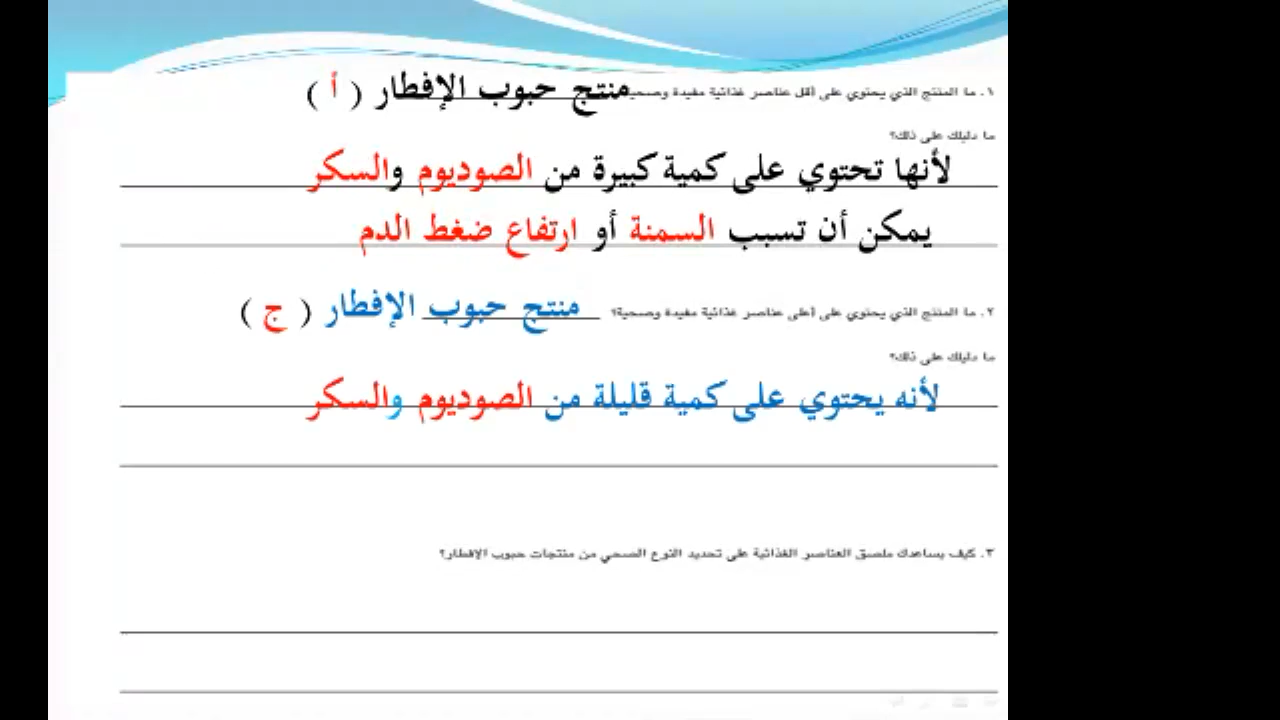 ١. ما المنتج الذي يحتوي على أقل عناصر غذائية مفيدة وصحية منتج حبوب الإفطار ( أ )
ما دليلك على ذلك؟
لأنها تحتوي على كمية كبيرة من الصوديوم والسكر
يمكن أن تسبب السمنة أو ارتفاع ضغط الدم
٢. ما المنتج الذي يحتوي على أعلى عناصر غذائية مفيدة وصحية؟ منتج حبوب الإفطار ( ج )
ما دليلك على ذلك؟
لأنه يحتوي على كمية قليلة من الصوديوم والسكر
٣. كيف يساعدك ملصق العناصر الغذائية على تحديد النوع الصحي من منتجات حبوب الإفطار؟